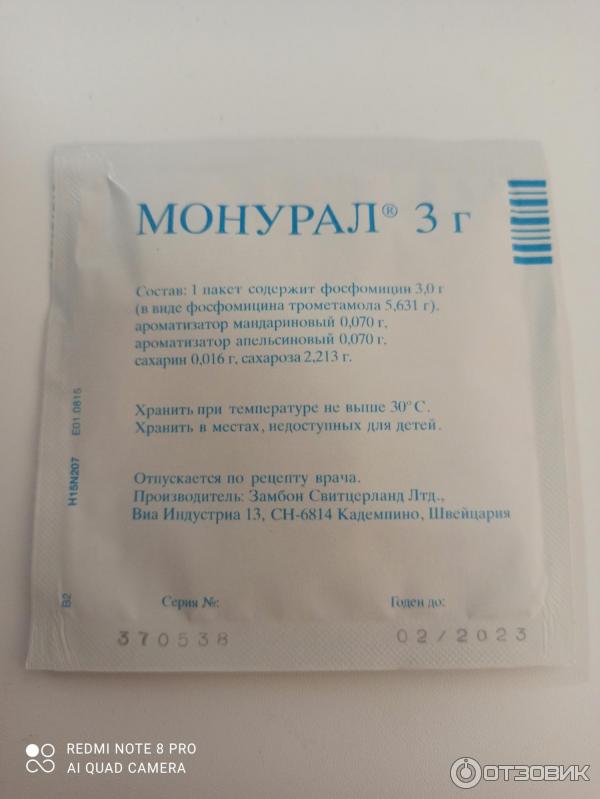 МОНУРАЛ® 3 г
Состав: 1 пакет содержит фосфомицин 3,0 г
(в виде фосфомицина трометамола 5,631 г).
ароматизатор мандариновый 0,070 г,
ароматизатор апельсиновый 0,070 г,
сахарин 0,016 г, сахароза 2,213 г.
Хранить при температуре не выше 30°С.
Хранить в местах, недоступных для детей.
Отпускается по рецепту врача.
Производитель: Замбон Свитцерланд Лтд.,
Виа Индустриа 13, СН-6814 Кадемпино, Швейцария
H15N207 E01 0815
B2
Серия №: Годен до:
370538 02/2023
REDMI NOTE 8 PRO
AI QUAD CAMERA
ОТЗОВИК